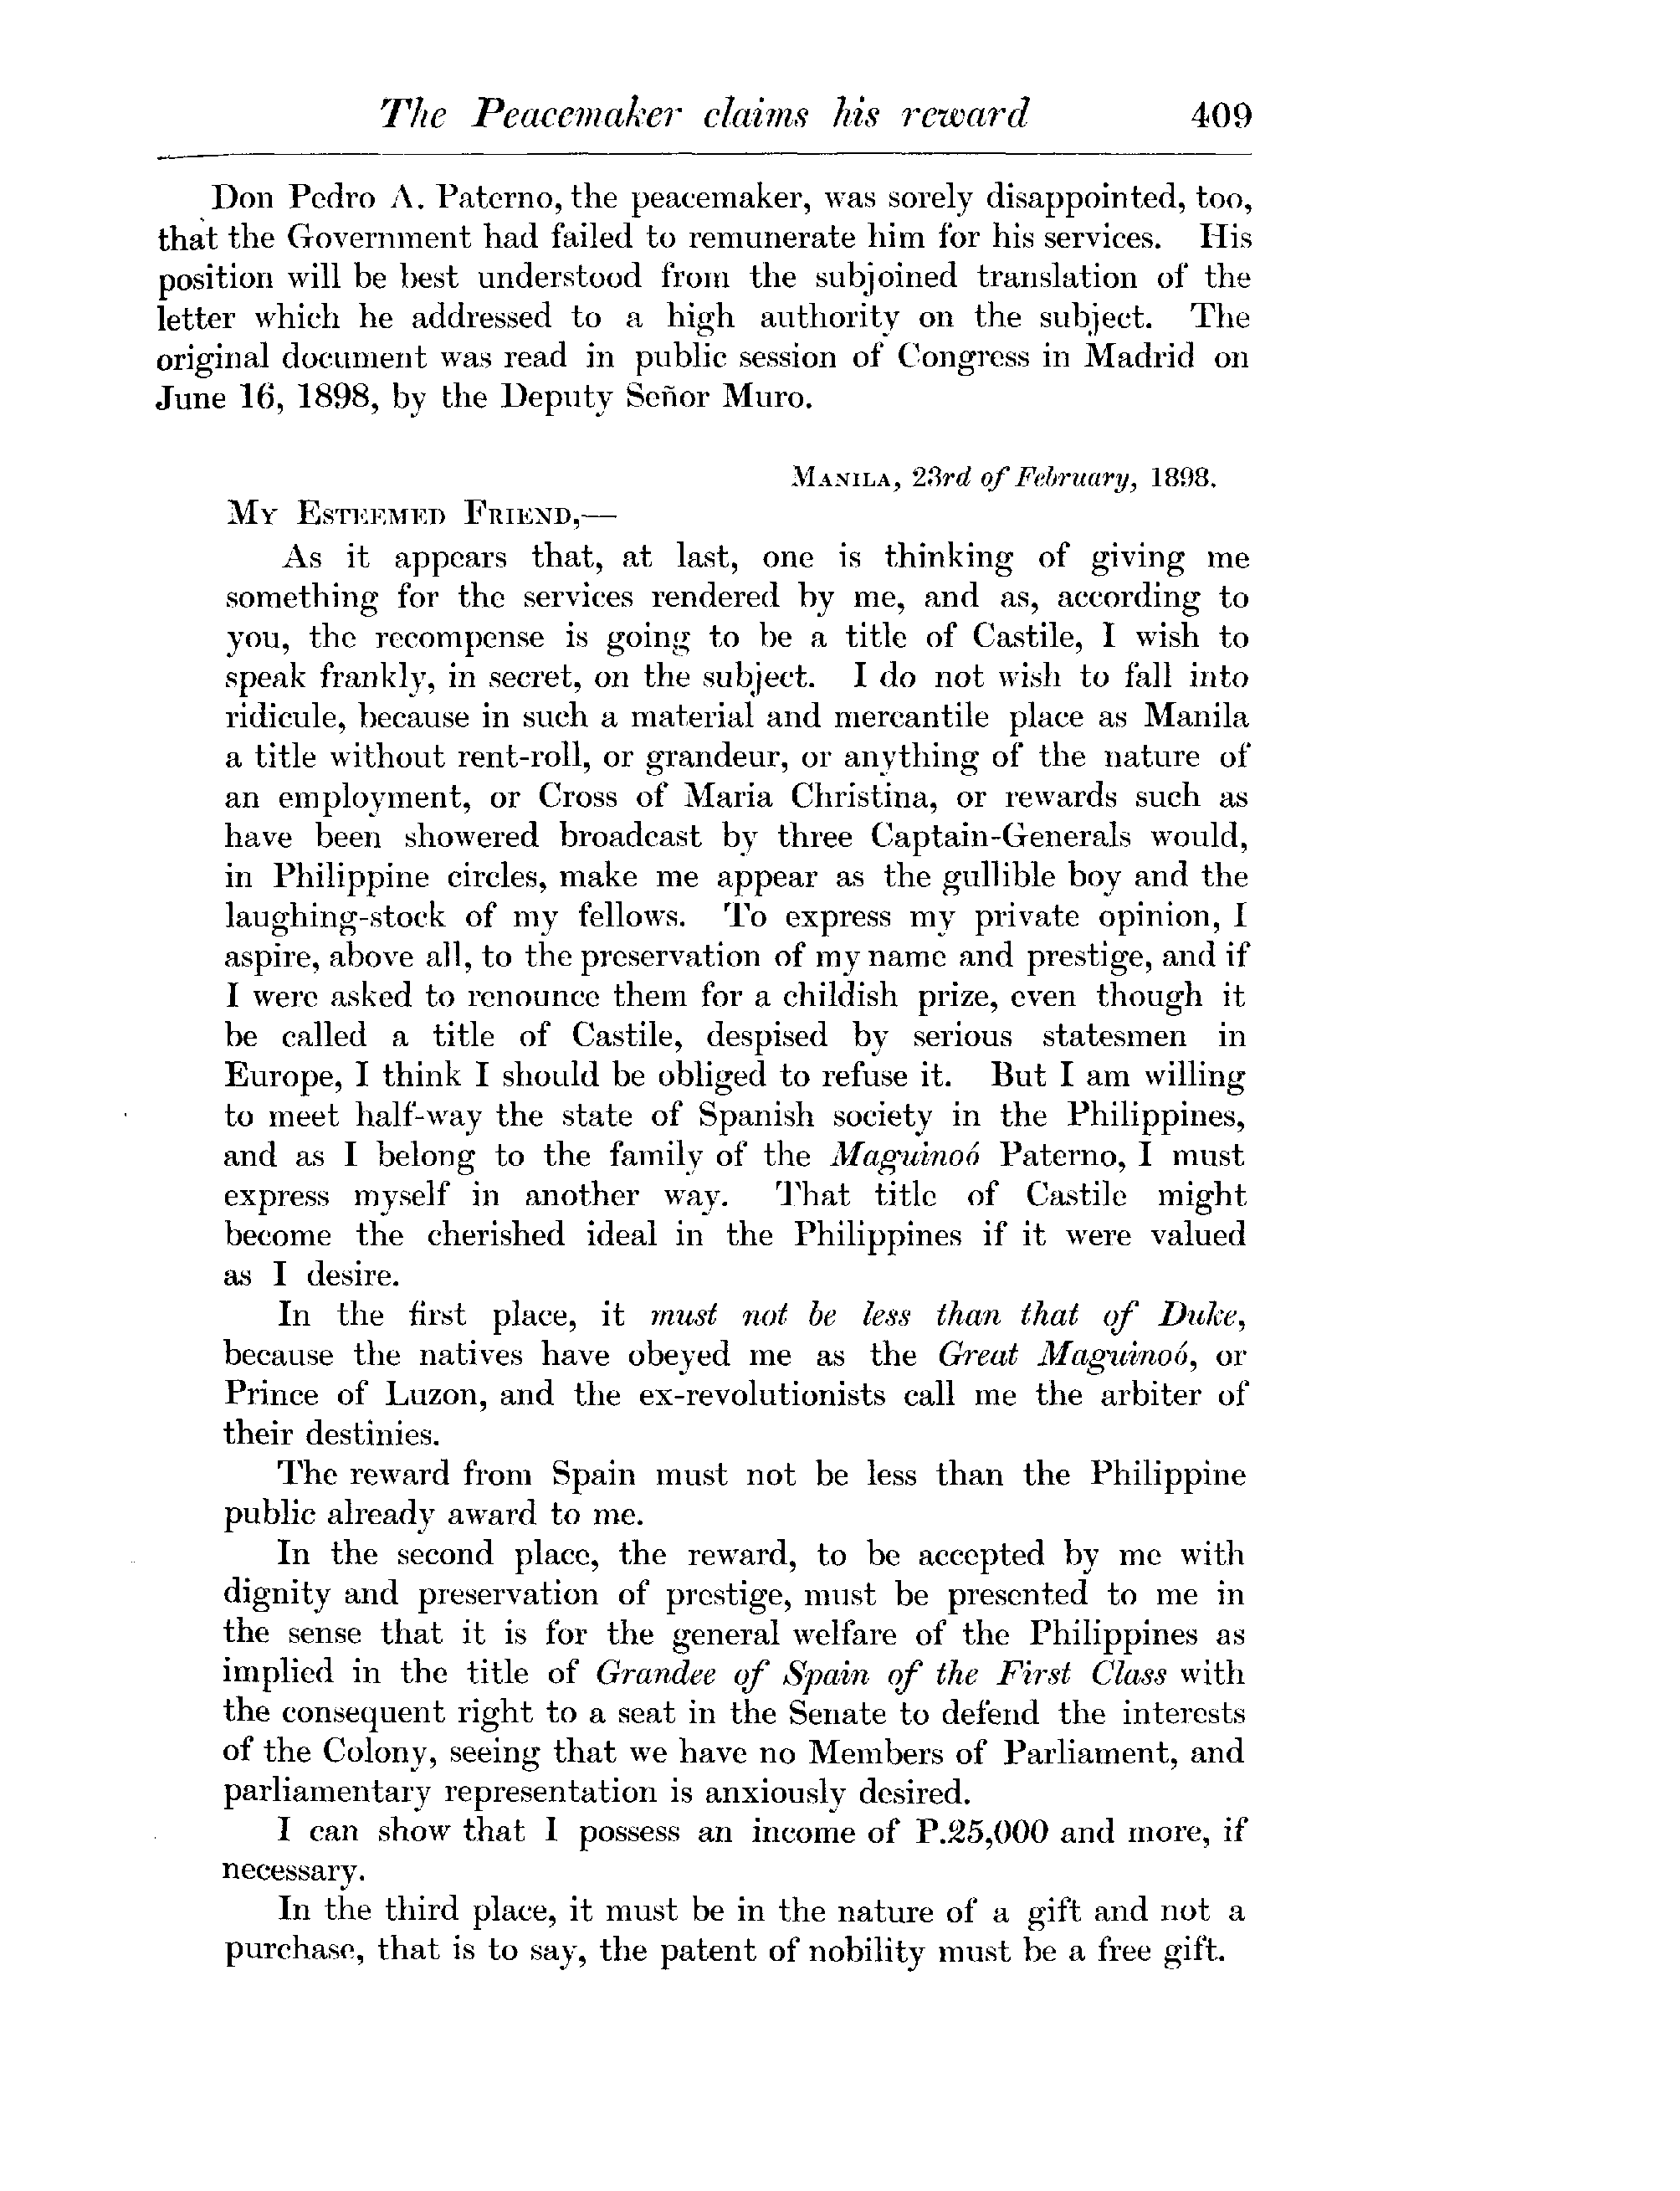 The Peacemaker claims his reward 409
Don Pedro A. Paterno, the peacemaker, was sorely disappointed, too,
that the Government had failed to remunerate him for his services. His
position will be best understood from the subjoined translation of the
letter which he addressed to a high authority on the subject. The
original document was read in public session of Congress in Madrid on
June 16, 1898, by the Deputy Señor Muro.
Manila, 23rd of February, 1898.
My Esteemed Friend,—
As it appears that, at last, one is thinking of giving me
something for the services rendered by me, and as, according to
you, the recompense is going to be a title of Castile, I wish to
speak frankly, in secret, on the subject. I do not wish to fall into
ridicule, because in such a material and mercantile place as Manila
a title without rent-roll, or grandeur, or anything of the nature of
an employment, or Cross of Maria Christina, or rewards such as
have been showered broadcast by three Captain-Generals would,
in Philippine circles, make me appear as the gullible boy and the
laughing-stock of my fellows. To express my private opinion, I
aspire, above all, to the preservation of my name and prestige, and if
I were asked to renounce them for a childish prize, even though it
be called a title of Castile, despised by serious statesmen in
Europe, I think I should be obliged to refuse it. But I am willing
to meet half-way the state of Spanish society in the Philippines,
and as I belong to the family of the Maguinoó Paterno, I must
express myself in another way. That title of Castile might
become the cherished ideal in the Philippines if it were valued
as I desire.
In the first place, it must not be less than that of Duke,
because the natives have obeyed me as the Great Maguinoó, or
Prince of Luzon, and the ex-revolutionists call me the arbiter of
their destinies.
The reward from Spain must not be less than the Philippine
public already award to me.
In the second place, the reward, to be accepted by me with
dignity and preservation of prestige, must be presented to me in
the sense that it is for the general welfare of the Philippines as
implied in the title of Grandee of Spain of the First Class with
the consequent right to a seat in the Senate to defend the interests
of the Colony, seeing that we have no Members of Parliament, and
parliamentary representation is anxiously desired.
I can show that I possess an income of P.25,000 and more, if
necessary.
In the third place, it must be in the nature of a gift and not a
purchase, that is to say, the patent of nobility must be a free gift.